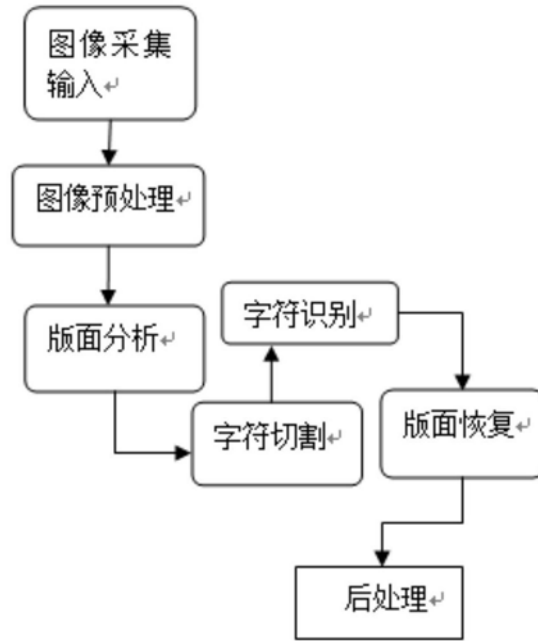 图像采集
输入
图像预处理
版面分析
字符切割
字符识别
版面恢复
后处理